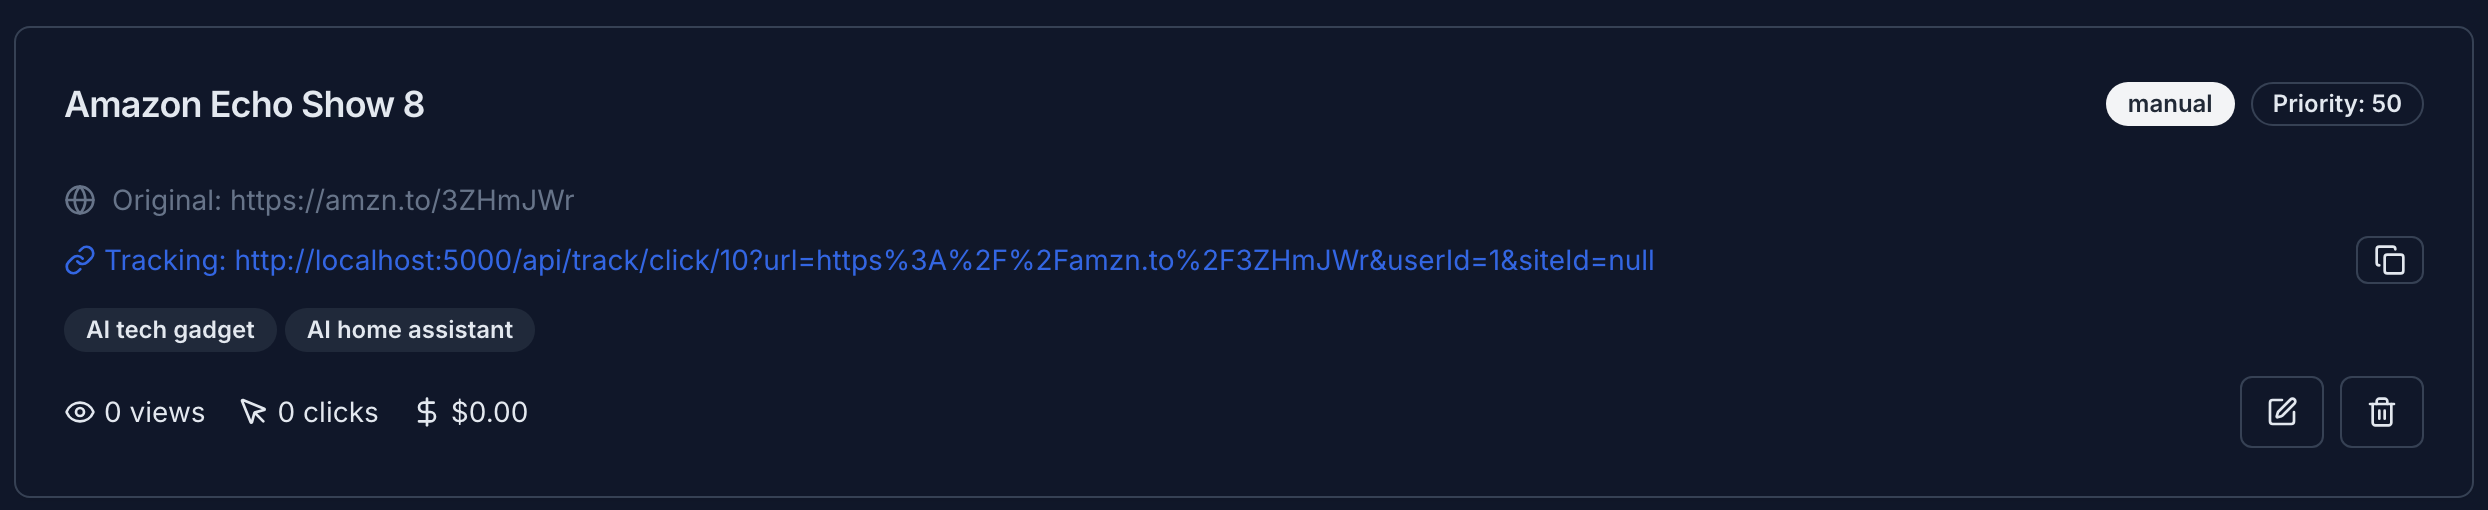 Amazon Echo Show 8
manual Priority: 50
Original: https://amzn.to/3ZHmJWr
Tracking: http://localhost:5000/api/track/click/10?url=https%3A%2F%2Famzn.to%2F3ZHmJWr&userId=1&siteId=null
AI tech gadget AI home assistant
0 views 0 clicks $ $0.00